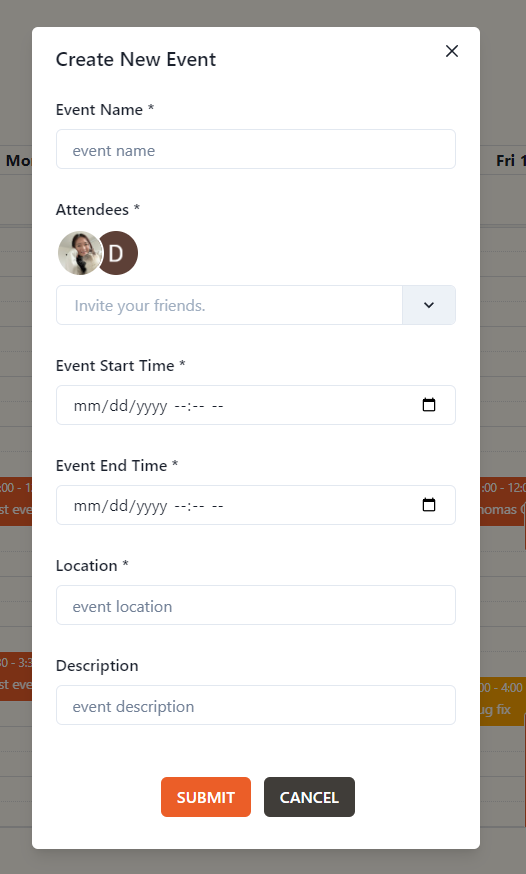 Create New Event
Event Name *
event name
Mo
Fri 1
Attendees *
D
Invite your friends.
Event Start Time *
mm/dd/yyyy --:-- --
Event End Time *
mm/dd/yyyy --:-- --
:00 - 1
st eve
:00 - 12:0
homas
Location *
event location
Description
event description
30 - 3:3
st eve
:00 - 4:00
ug fix
SUBMIT
CANCEL